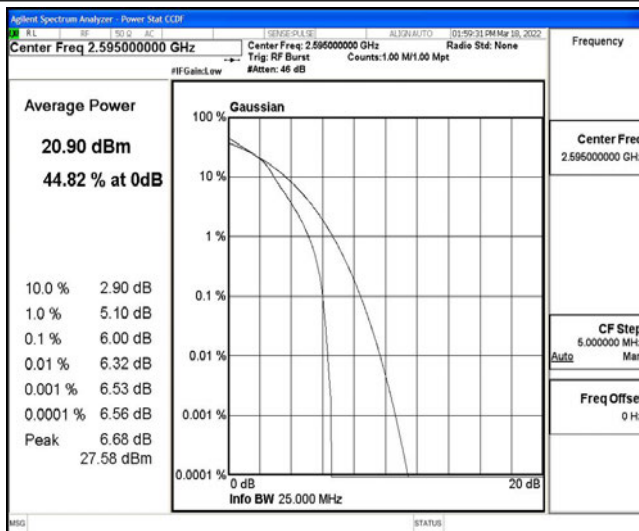 Agilent Spectrum Analyzer - Power Stat CCDF
RL RF 50 Ω AC SENSE:PULSE ALIGNAUTO 01:59:31 PM Mar 18, 2022
Center Freq 2.595000000 GHz
Center Freq: 2.595000000 GHz Radio Std: None
Trig: RF Burst Counts:1.00 M/1.00 Mpt
#IFGain:Low #Atten: 46 dB
Frequency
Average Power
20.90 dBm
44.82 % at 0dB
10.0 % 2.90 dB
1.0 % 5.10 dB
0.1 % 6.00 dB
0.01 % 6.32 dB
0.001 % 6.53 dB
0.0001 % 6.56 dB
Peak 6.68 dB
27.58 dBm
Gaussian
100 %
10 %
1 %
0.1 %
0.01 %
0.001 %
0.0001 %
0 dB 20 dB
Info BW 25.000 MHz
Center Freq
2.595000000 GHz
CF Step
5.000000 MHz
Auto Man
Freq Offset
0 Hz
MSG STATUS